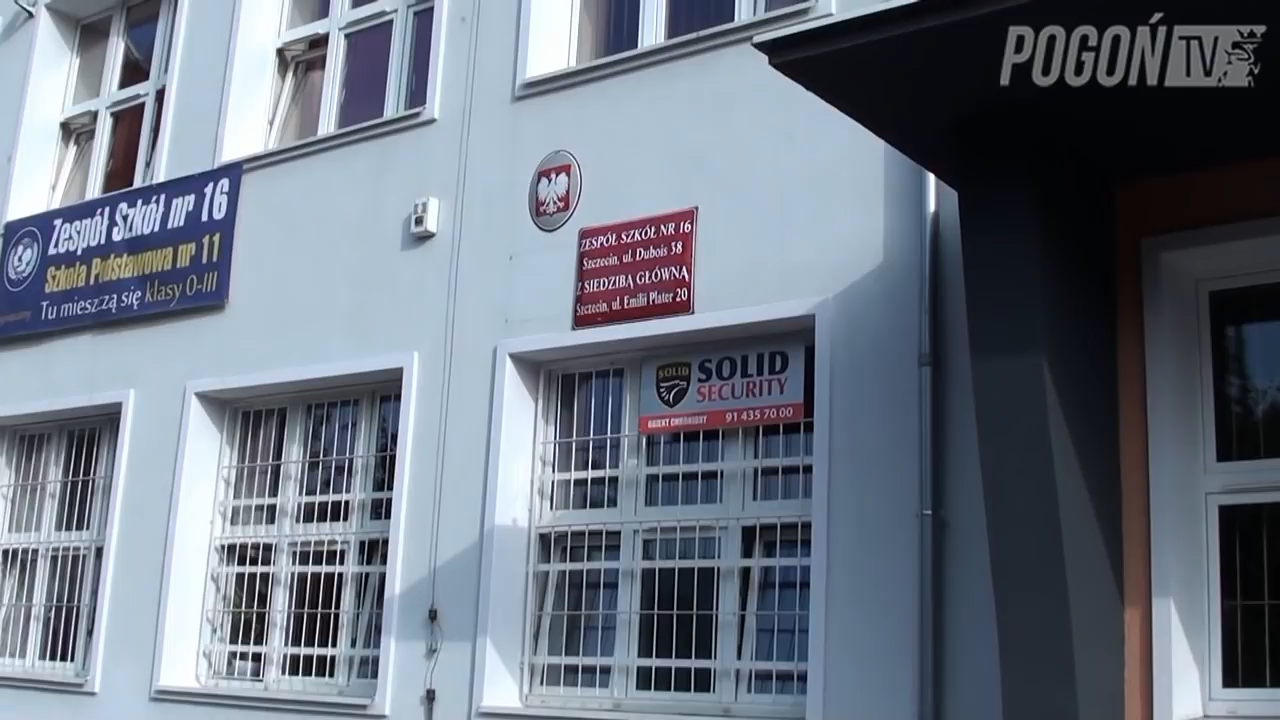 POGOŃ TV
Zespół Szkół nr 16
Szkoła Podstawowa nr 11
Tu mieszczą się klasy 0-III
ZESPÓŁ SZKÓŁ NR 16
Szczecin, ul. Dubois 38
Z SIEDZIBĄ GŁÓWNĄ
Szczecin, ul. Emilii Plater 20
SOLID
SOLID
SECURITY
OBIEKT CHRONIONY 91 435 70 00